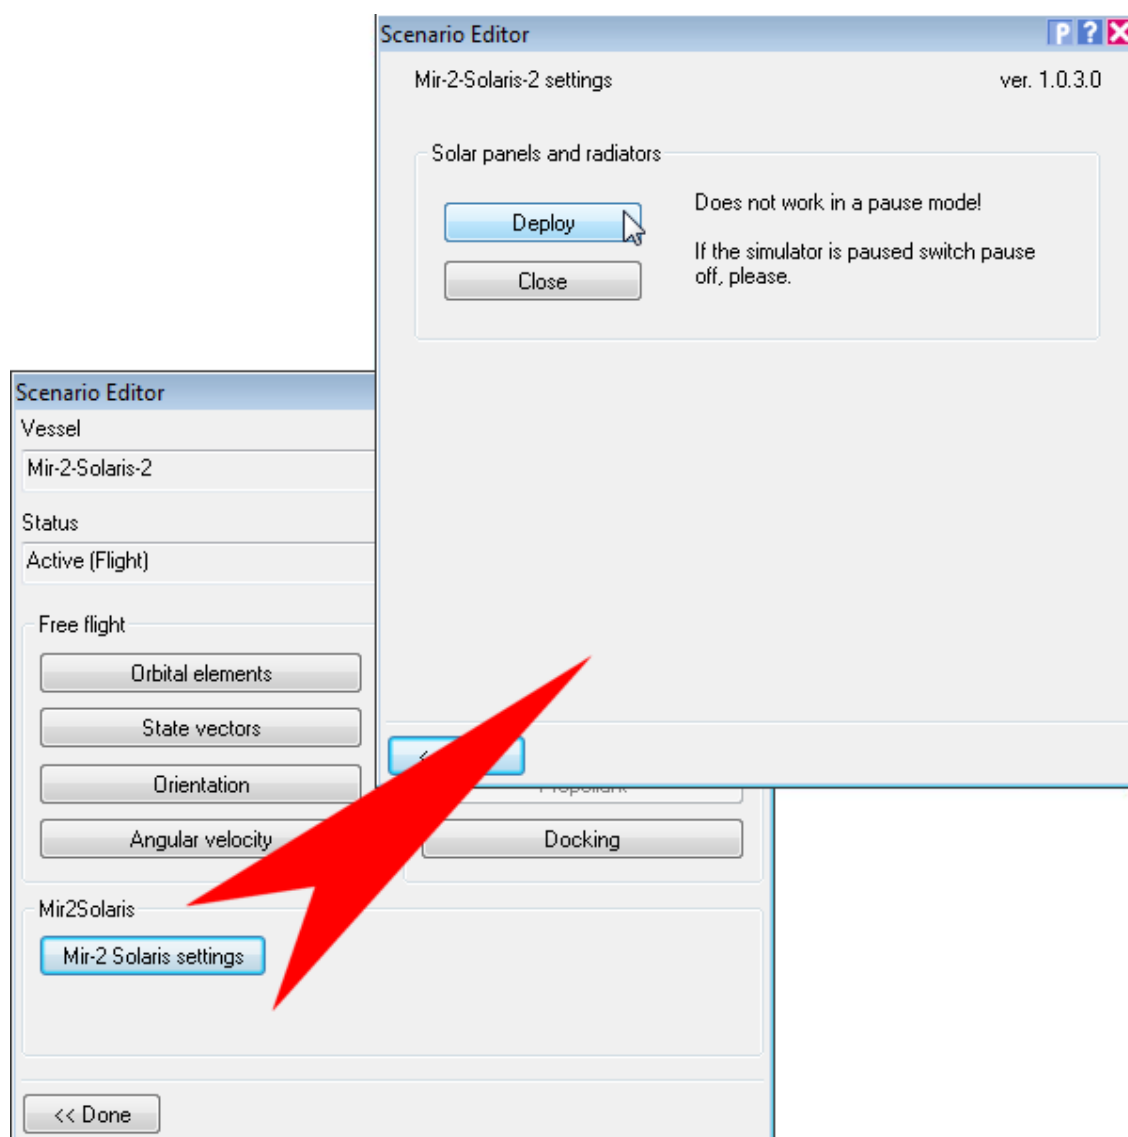 Scenario Editor
P ?
Mir-2-Solaris-2 settings
ver. 1.0.3.0
Solar panels and radiators
Deploy
Close
Does not work in a pause mode!
If the simulator is paused switch pause
off, please.
Scenario Editor
Vessel
Mir-2-Solaris-2
Status
Active (Flight)
Free flight
Orbital elements
State vectors
Orientation
Angular velocity
Docking
Mir2Solaris
Mir-2 Solaris settings
<< Done